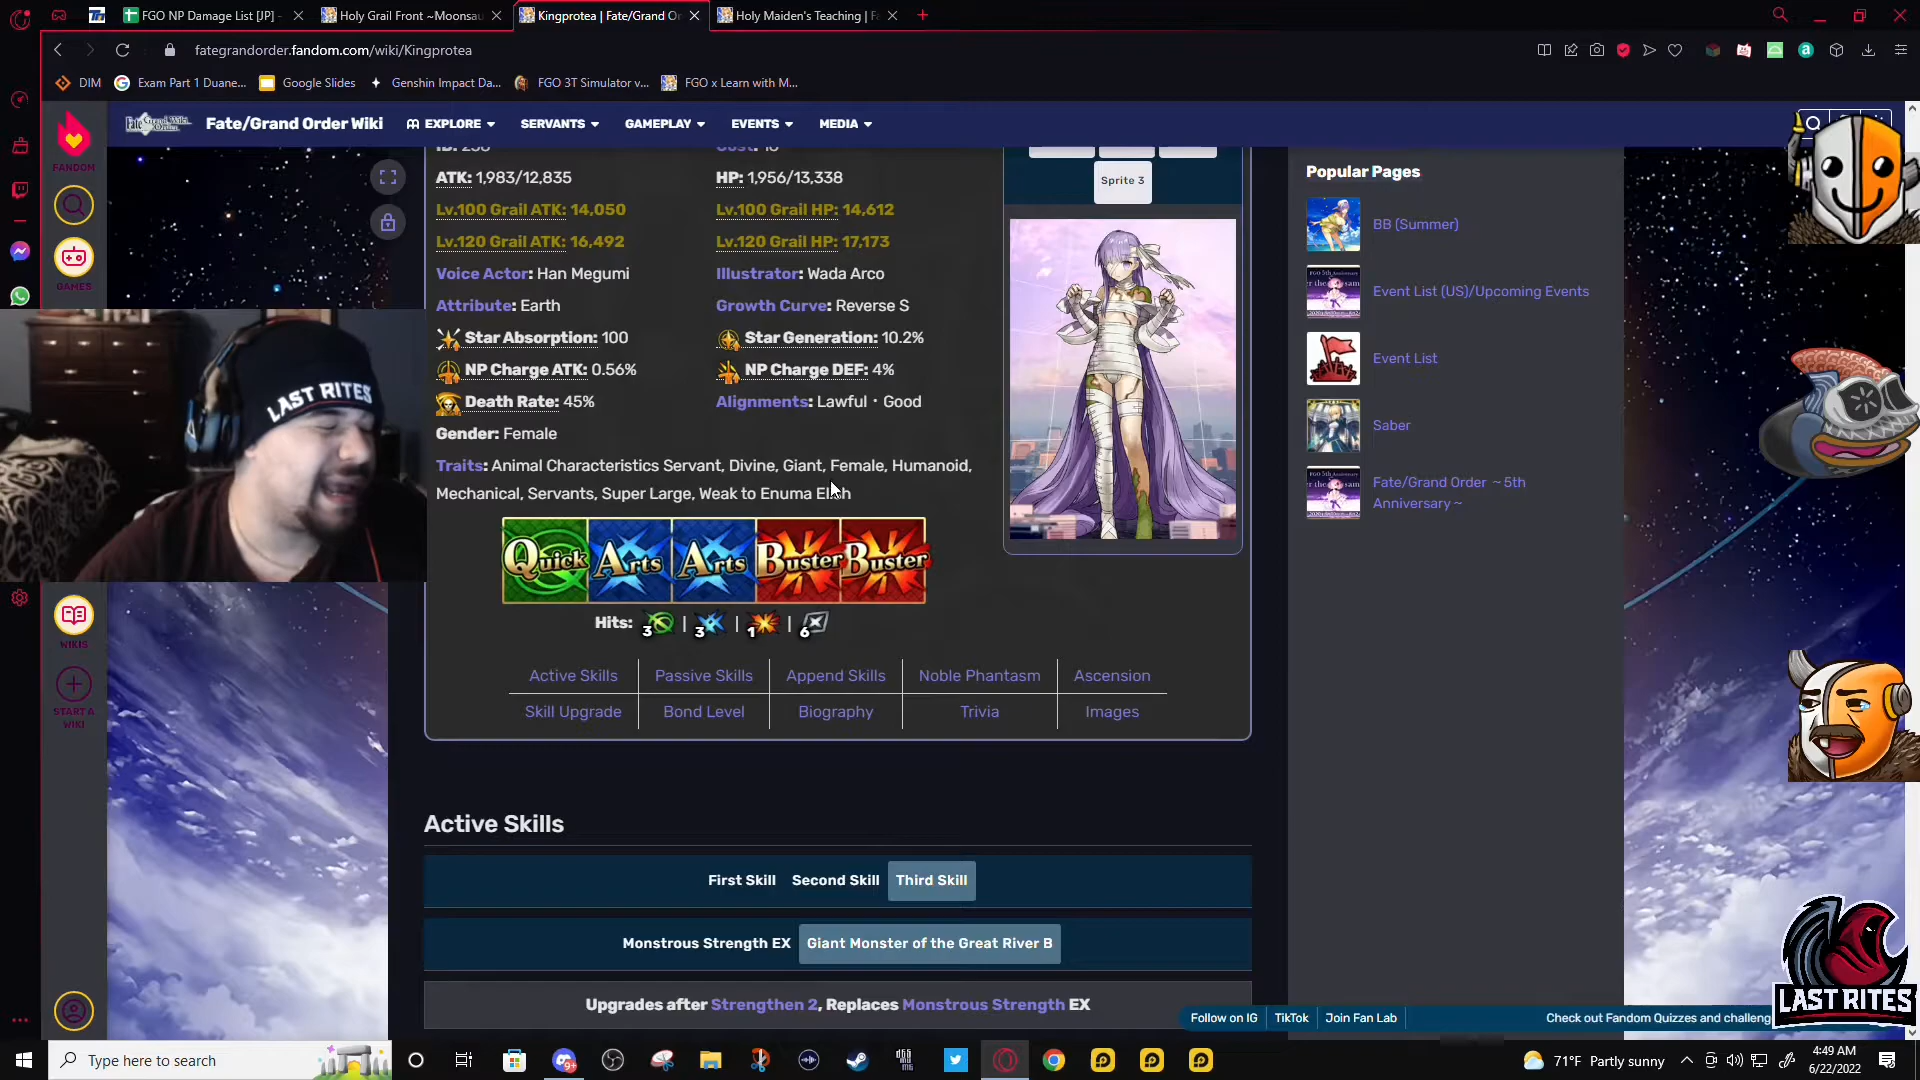 FGO NP Damage List [JP] -
Holy Grail Front ~Moonsau
Kingprotea | Fate/Grand Or
Holy Maiden's Teaching | Fa
fategrandorder.fandom.com/wiki/Kingprotea
DIM
Exam Part 1 Duane...
Google Slides
Genshin Impact Da...
FGO 3T Simulator v...
FGO x Learn with M...
Fate/Grand Order Wiki
EXPLORE
SERVANTS
GAMEPLAY
EVENTS
MEDIA
FANDOM
GAMES
WIKIS
START A
WIKI
ATK: 1,983/12,835
HP: 1,956/13,338
Lv.100 Grail ATK: 14,050
Lv.100 Grail HP: 14,612
Lv.120 Grail ATK: 16,492
Lv.120 Grail HP: 17,173
Voice Actor: Han Megumi
Illustrator: Wada Arco
Attribute: Earth
Growth Curve: Reverse S
Star Absorption: 100
Star Generation: 10.2%
NP Charge ATK: 0.56%
NP Charge DEF: 4%
Death Rate: 45%
Alignments: Lawful・Good
Gender: Female
Traits: Animal Characteristics Servant, Divine, Giant, Female, Humanoid,
Mechanical, Servants, Super Large, Weak to Enuma Elish
Sprite 3
Quick
Arts
Arts
Buster
Buster
Hits: 3 | 3 | 1 | 6
Active Skills
Passive Skills
Append Skills
Noble Phantasm
Ascension
Skill Upgrade
Bond Level
Biography
Trivia
Images
Active Skills
First Skill
Second Skill
Third Skill
Monstrous Strength EX
Giant Monster of the Great River B
Upgrades after Strengthen 2, Replaces Monstrous Strength EX
Popular Pages
BB (Summer)
Event List (US)/Upcoming Events
Event List
Saber
Fate/Grand Order ~5th
Anniversary~
LAST RITES
LAST RITES
Follow on IG
TikTok
Join Fan Lab
Check out Fandom Quizzes and challeng
Type here to search
71°F Partly sunny
4:49 AM
6/22/2022